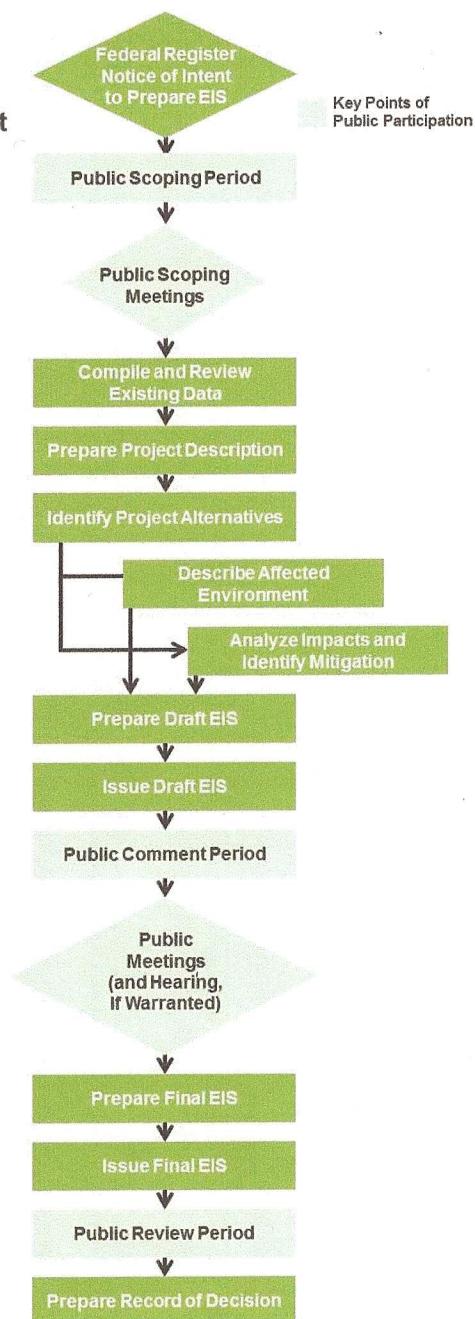 Federal Register
Notice of Intent
to Prepare EIS
t
Key Points of
Public Participation
Public Scoping Period
Public Scoping
Meetings
Compile and Review
Existing Data
Prepare Project Description
Identify Project Alternatives
Describe Affected
Environment
Analyze Impacts and
Identify Mitigation
Prepare Draft EIS
Issue Draft EIS
Public Comment Period
Public
Meetings
(and Hearing,
If Warranted)
Prepare Final EIS
Issue Final EIS
Public Review Period
Prepare Record of Decision